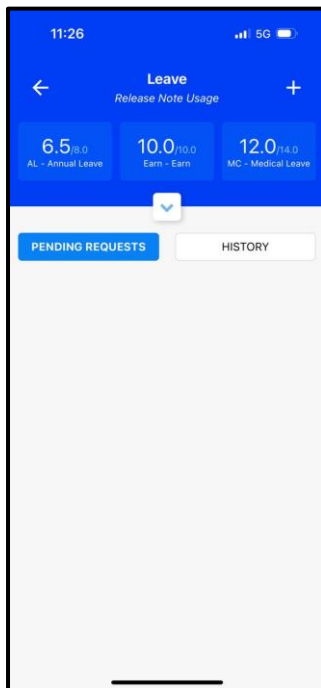 11:26
5G
Leave
Release Note Usage
6.5/8.0
AL - Annual Leave
10.0/10.0
Earn - Earn
12.0/14.0
MC - Medical Leave
PENDING REQUESTS
HISTORY